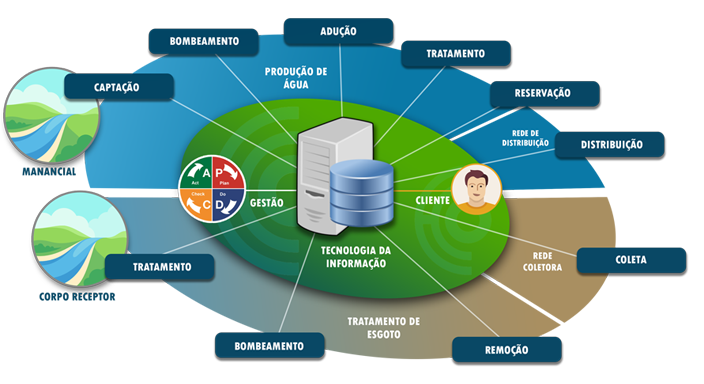 ADUÇÃO
BOMBEAMENTO
TRATAMENTO
PRODUÇÃO DE
ÁGUA
CAPTAÇÃO
RESERVAÇÃO
REDE DE
DISTRIBUIÇÃO
DISTRIBUIÇÃO
MANANCIAL
A
Act
P
Plan
Check
C
Do
D
GESTÃO
CLIENTE
TECNOLOGIA DA
INFORMAÇÃO
REDE
COLETORA
COLETA
TRATAMENTO
CORPO RECEPTOR
TRATAMENTO DE
ESGOTO
BOMBEAMENTO
REMOÇÃO